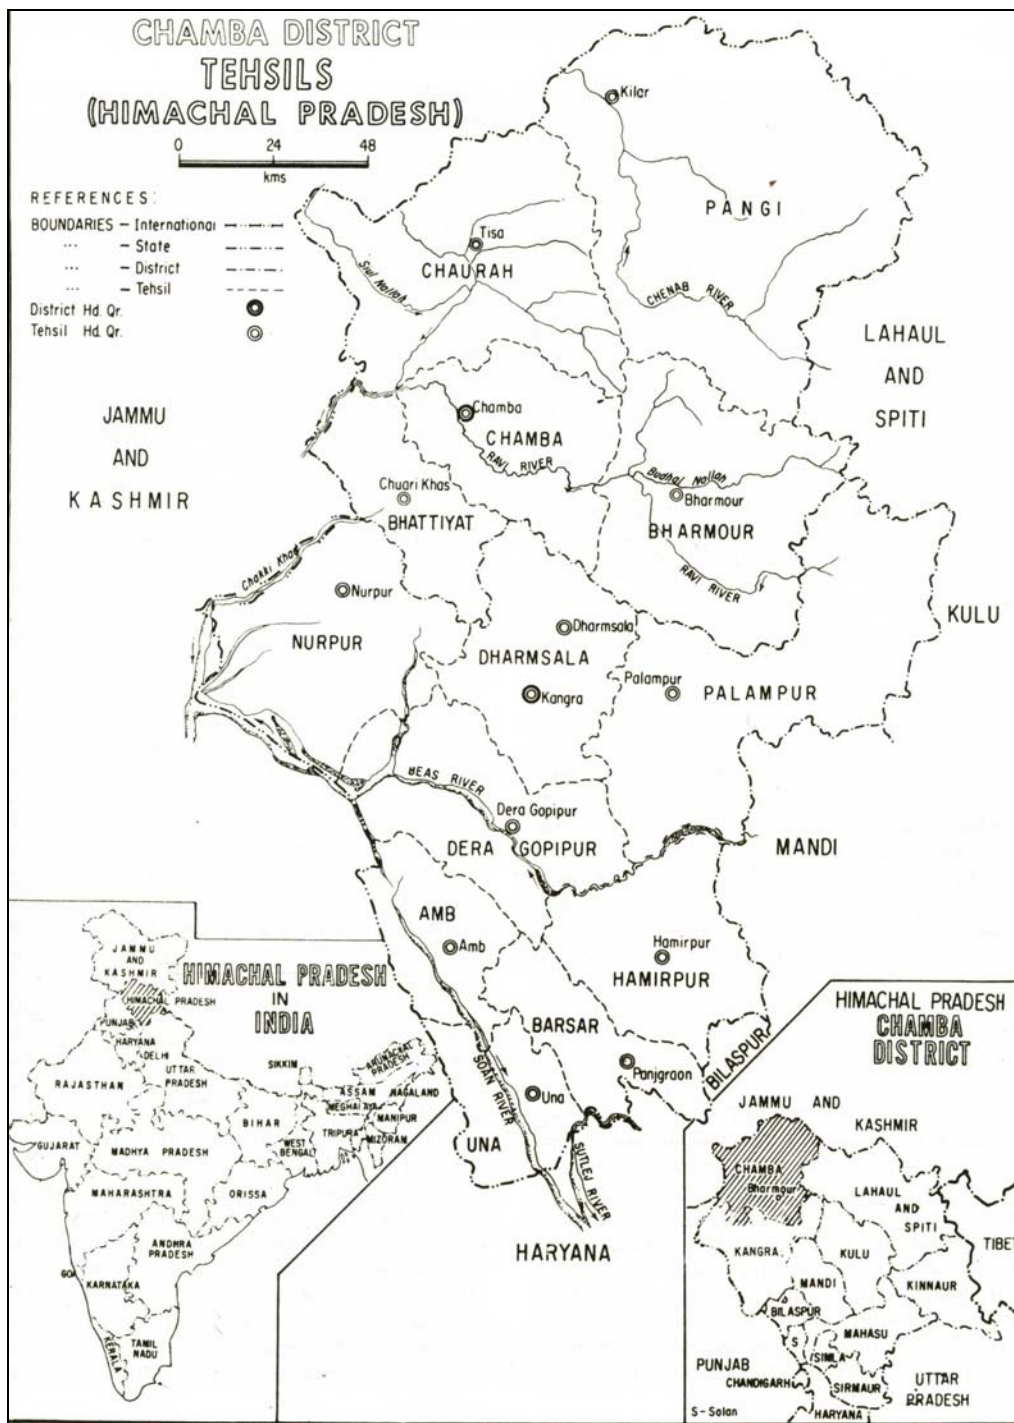 CHAMBA DISTRICT
TEHSILS
(HIMACHAL PRADESH)
0 24 48
kms
REFERENCES:
BOUNDARIES - International
... - State
... - District
... - Tehsil
District Hd. Qr.
Tehsil Hd. Qr.
Kilar
PANGI
Tisa
CHAURAH
Siul Nallah
CHENAB RIVER
LAHAUL
AND
SPITI
JAMMU
AND
KASHMIR
Chamba
CHAMBA
RAVI RIVER
Budhal Nallah
Bharmour
BHARMOUR
RAVI RIVER
Chuari Khas
BHATTIYAT
Chakki Khad
Nurpur
NURPUR
KULU
Dharmsala
DHARMSALA
Kangra
Palampur
PALAMPUR
BEAS RIVER
Dera Gopipur
DERA GOPIPUR
MANDI
AMB
Amb
Hamirpur
HAMIRPUR
BARSAR
Panjgraon
BILASPUR
SOAN RIVER
Una
UNA
SUTLEJ RIVER
HARYANA
HIMACHAL PRADESH
IN
INDIA
JAMMU
AND
KASHMIR
HIMACHAL PRADESH
PUNJAB
HARYANA
DELHI
UTTAR
PRADESH
RAJASTHAN
SIKKIM
ARUNACHAL
PRADESH
ASSAM
NAGALAND
MEGHALAYA
MANIPUR
TRIPURA
MIZORAM
BIHAR
WEST
BENGAL
GUJARAT
MADHYA PRADESH
MAHARASHTRA
ORISSA
ANDHRA
PRADESH
GOA
KARNATAKA
KERALA
TAMIL
NADU
HIMACHAL PRADESH
CHAMBA
DISTRICT
JAMMU AND
KASHMIR
CHAMBA
Bharmour
LAHAUL
AND
SPITI
TIBET
KANGRA
KULU
MANDI
KINNAUR
BILASPUR
S
MAHASU
SIMLA
PUNJAB
CHANDIGARH
SIRMAUR
UTTAR
PRADESH
S - Solan
HARYANA